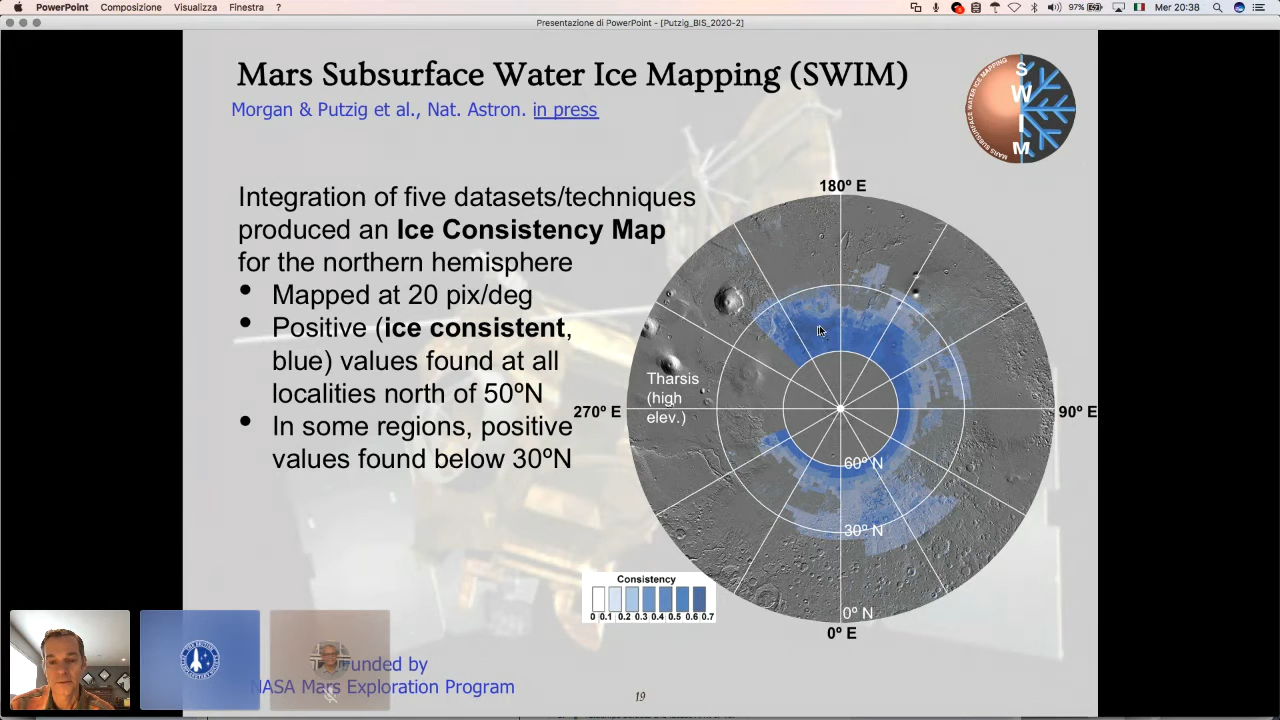 PowerPoint Composizione Visualizza Finestra ? 97% Mer 20:38
Presentazione di PowerPoint - [Putzig_BIS_2020-2]
Mars Subsurface Water Ice Mapping (SWIM)
Morgan & Putzig et al., Nat. Astron. in press
MARS SUBSURFACE WATER ICE MAPPING
S
W
I
M
Integration of five datasets/techniques
produced an Ice Consistency Map
for the northern hemisphere
• Mapped at 20 pix/deg
• Positive (ice consistent,
blue) values found at all
localities north of 50ºN
• In some regions, positive
values found below 30ºN
180º E
Tharsis
(high
elev.)
270º E
90º E
60º N
30º N
0º N
0º E
Consistency
0 0.1 0.2 0.3 0.4 0.5 0.6 0.7
unded by
NASA Mars Exploration Program
19